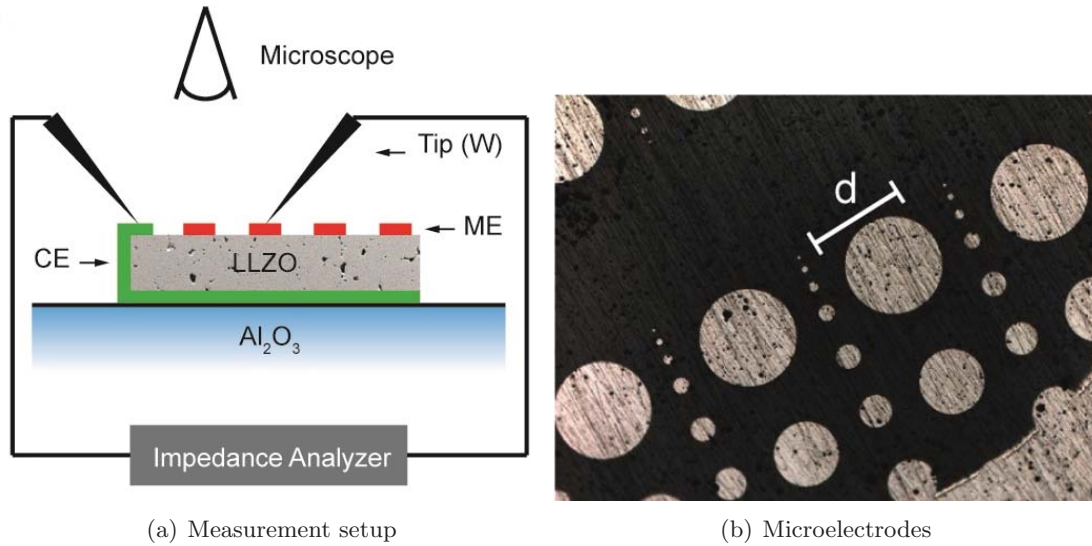 Microscope
Tip (W)
ME
CE
LLZO
Al₂O₃
Impedance Analyzer
d
(a) Measurement setup
(b) Microelectrodes